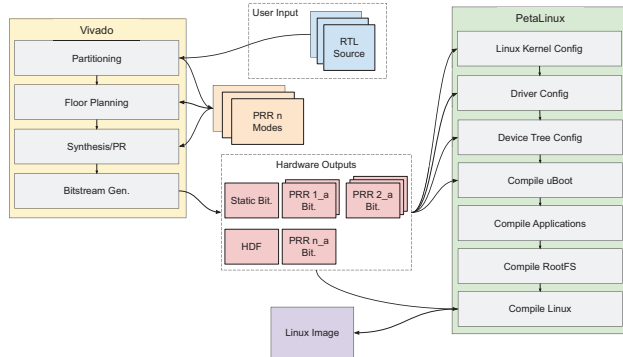 Vivado
Partitioning
Floor Planning
Synthesis/PR
Bitstream Gen.
User Input
RTL
Source
PRR n
Modes
Hardware Outputs
Static Bit.
PRR 1_a
Bit.
PRR 2_a
Bit.
HDF
PRR n_a
Bit.
Linux Image
PetaLinux
Linux Kernel Config
Driver Config
Device Tree Config
Compile uBoot
Compile Applications
Compile RootFS
Compile Linux